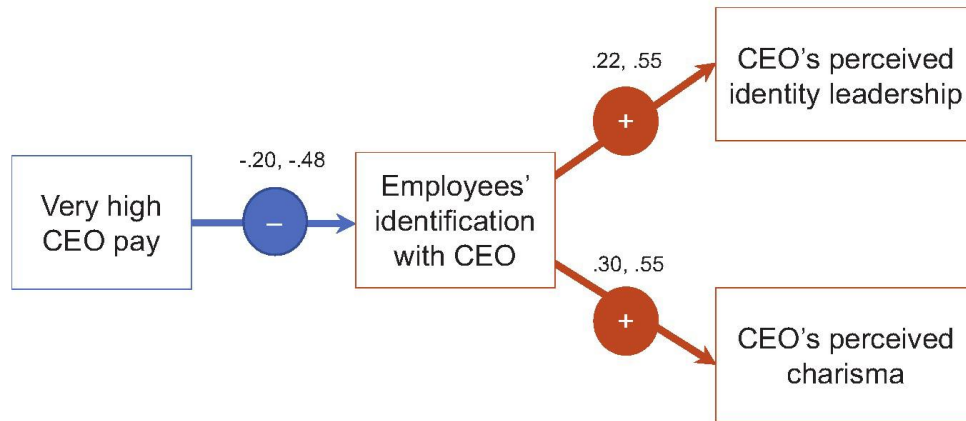 Very high
CEO pay
-.20, -.48
–
Employees’
identification
with CEO
.22, .55
+
CEO’s perceived
identity leadership
.30, .55
+
CEO’s perceived
charisma